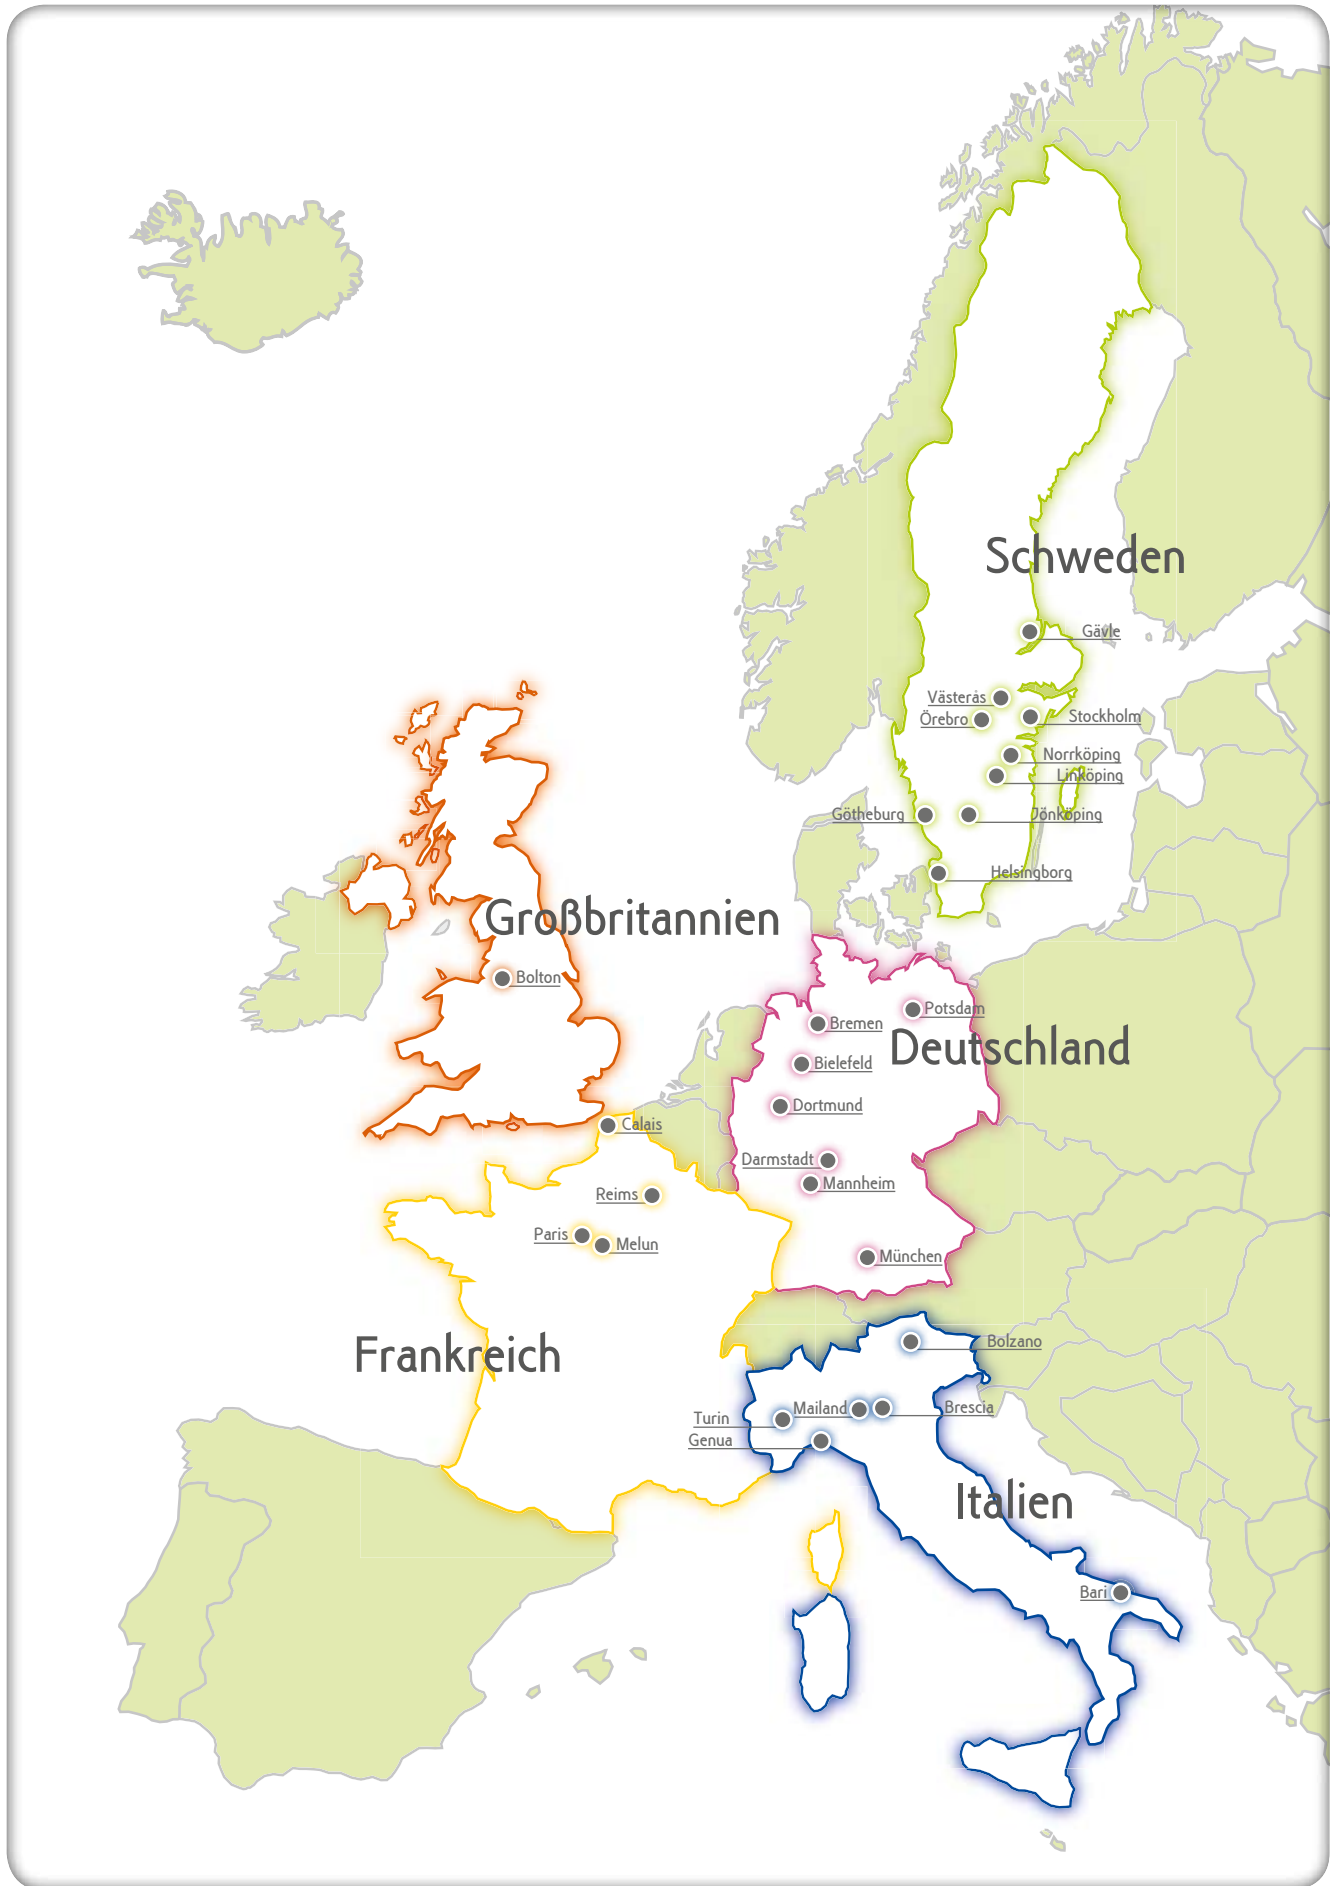 Schweden
Gävle
Västerås
Örebro
Stockholm
Norrköping
Linköping
Götheburg
Jönköping
Helsingborg
Großbritannien
Bolton
Potsdam
Bremen
Deutschland
Bielefeld
Dortmund
Calais
Darmstadt
Mannheim
Reims
Paris
Melun
München
Frankreich
Bolzano
Mailand
Brescia
Turin
Genua
Italien
Bari